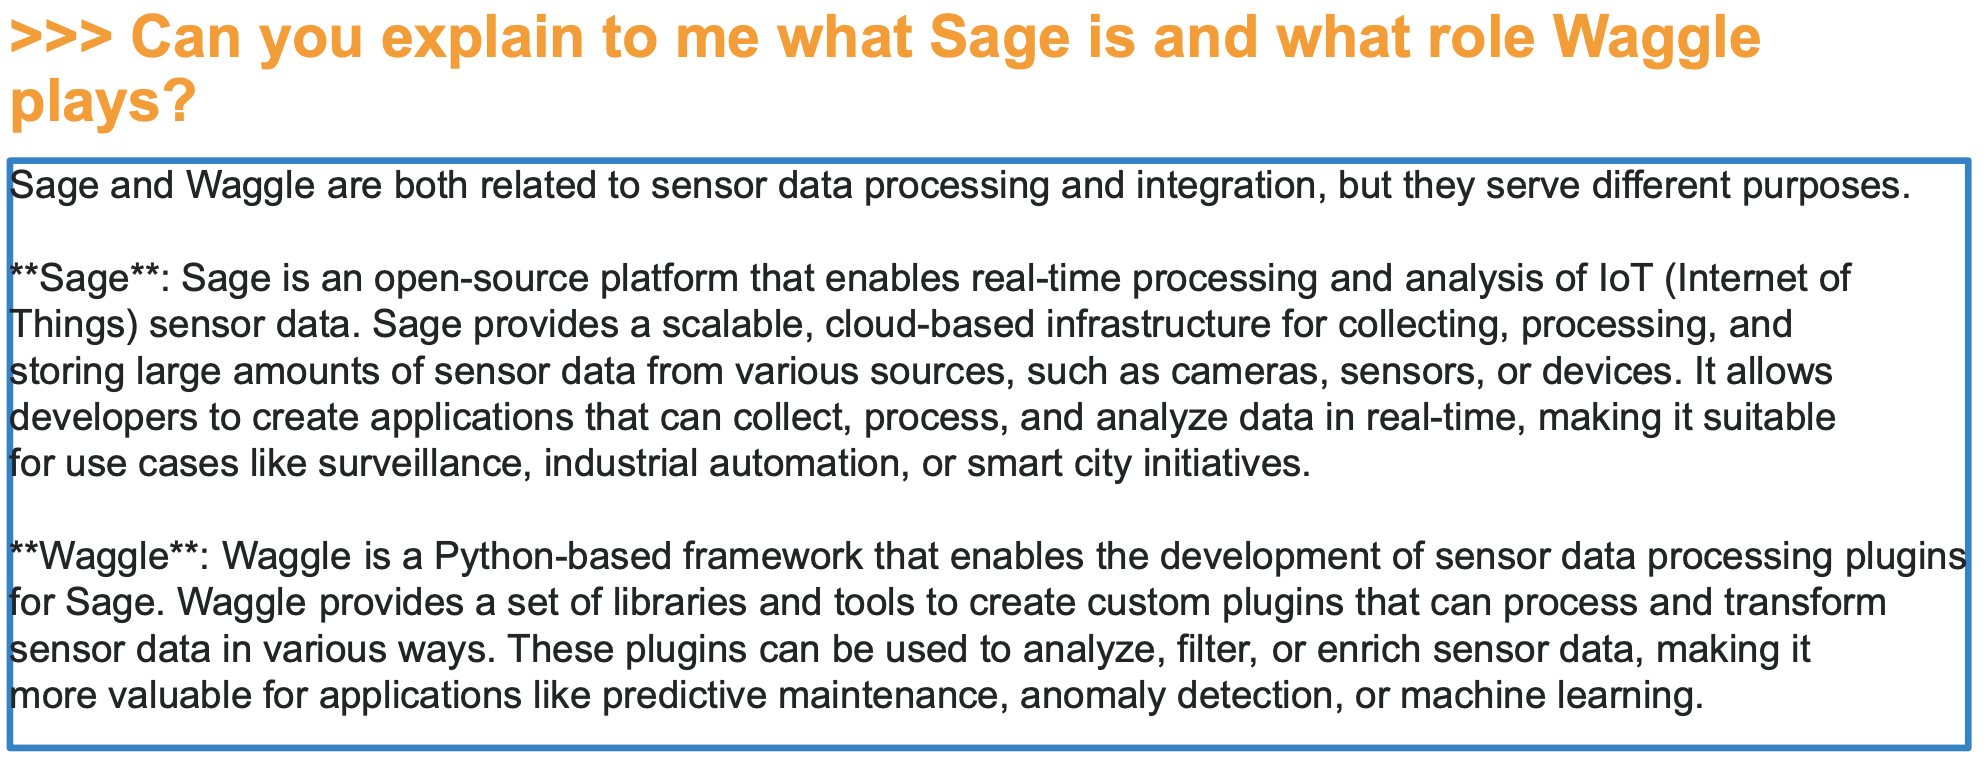 >>> Can you explain to me what Sage is and what role Waggle
plays?
Sage and Waggle are both related to sensor data processing and integration, but they serve different purposes.
**Sage**: Sage is an open-source platform that enables real-time processing and analysis of IoT (Internet of
Things) sensor data. Sage provides a scalable, cloud-based infrastructure for collecting, processing, and
storing large amounts of sensor data from various sources, such as cameras, sensors, or devices. It allows
developers to create applications that can collect, process, and analyze data in real-time, making it suitable
for use cases like surveillance, industrial automation, or smart city initiatives.
**Waggle**: Waggle is a Python-based framework that enables the development of sensor data processing plugins
for Sage. Waggle provides a set of libraries and tools to create custom plugins that can process and transform
sensor data in various ways. These plugins can be used to analyze, filter, or enrich sensor data, making it
more valuable for applications like predictive maintenance, anomaly detection, or machine learning.